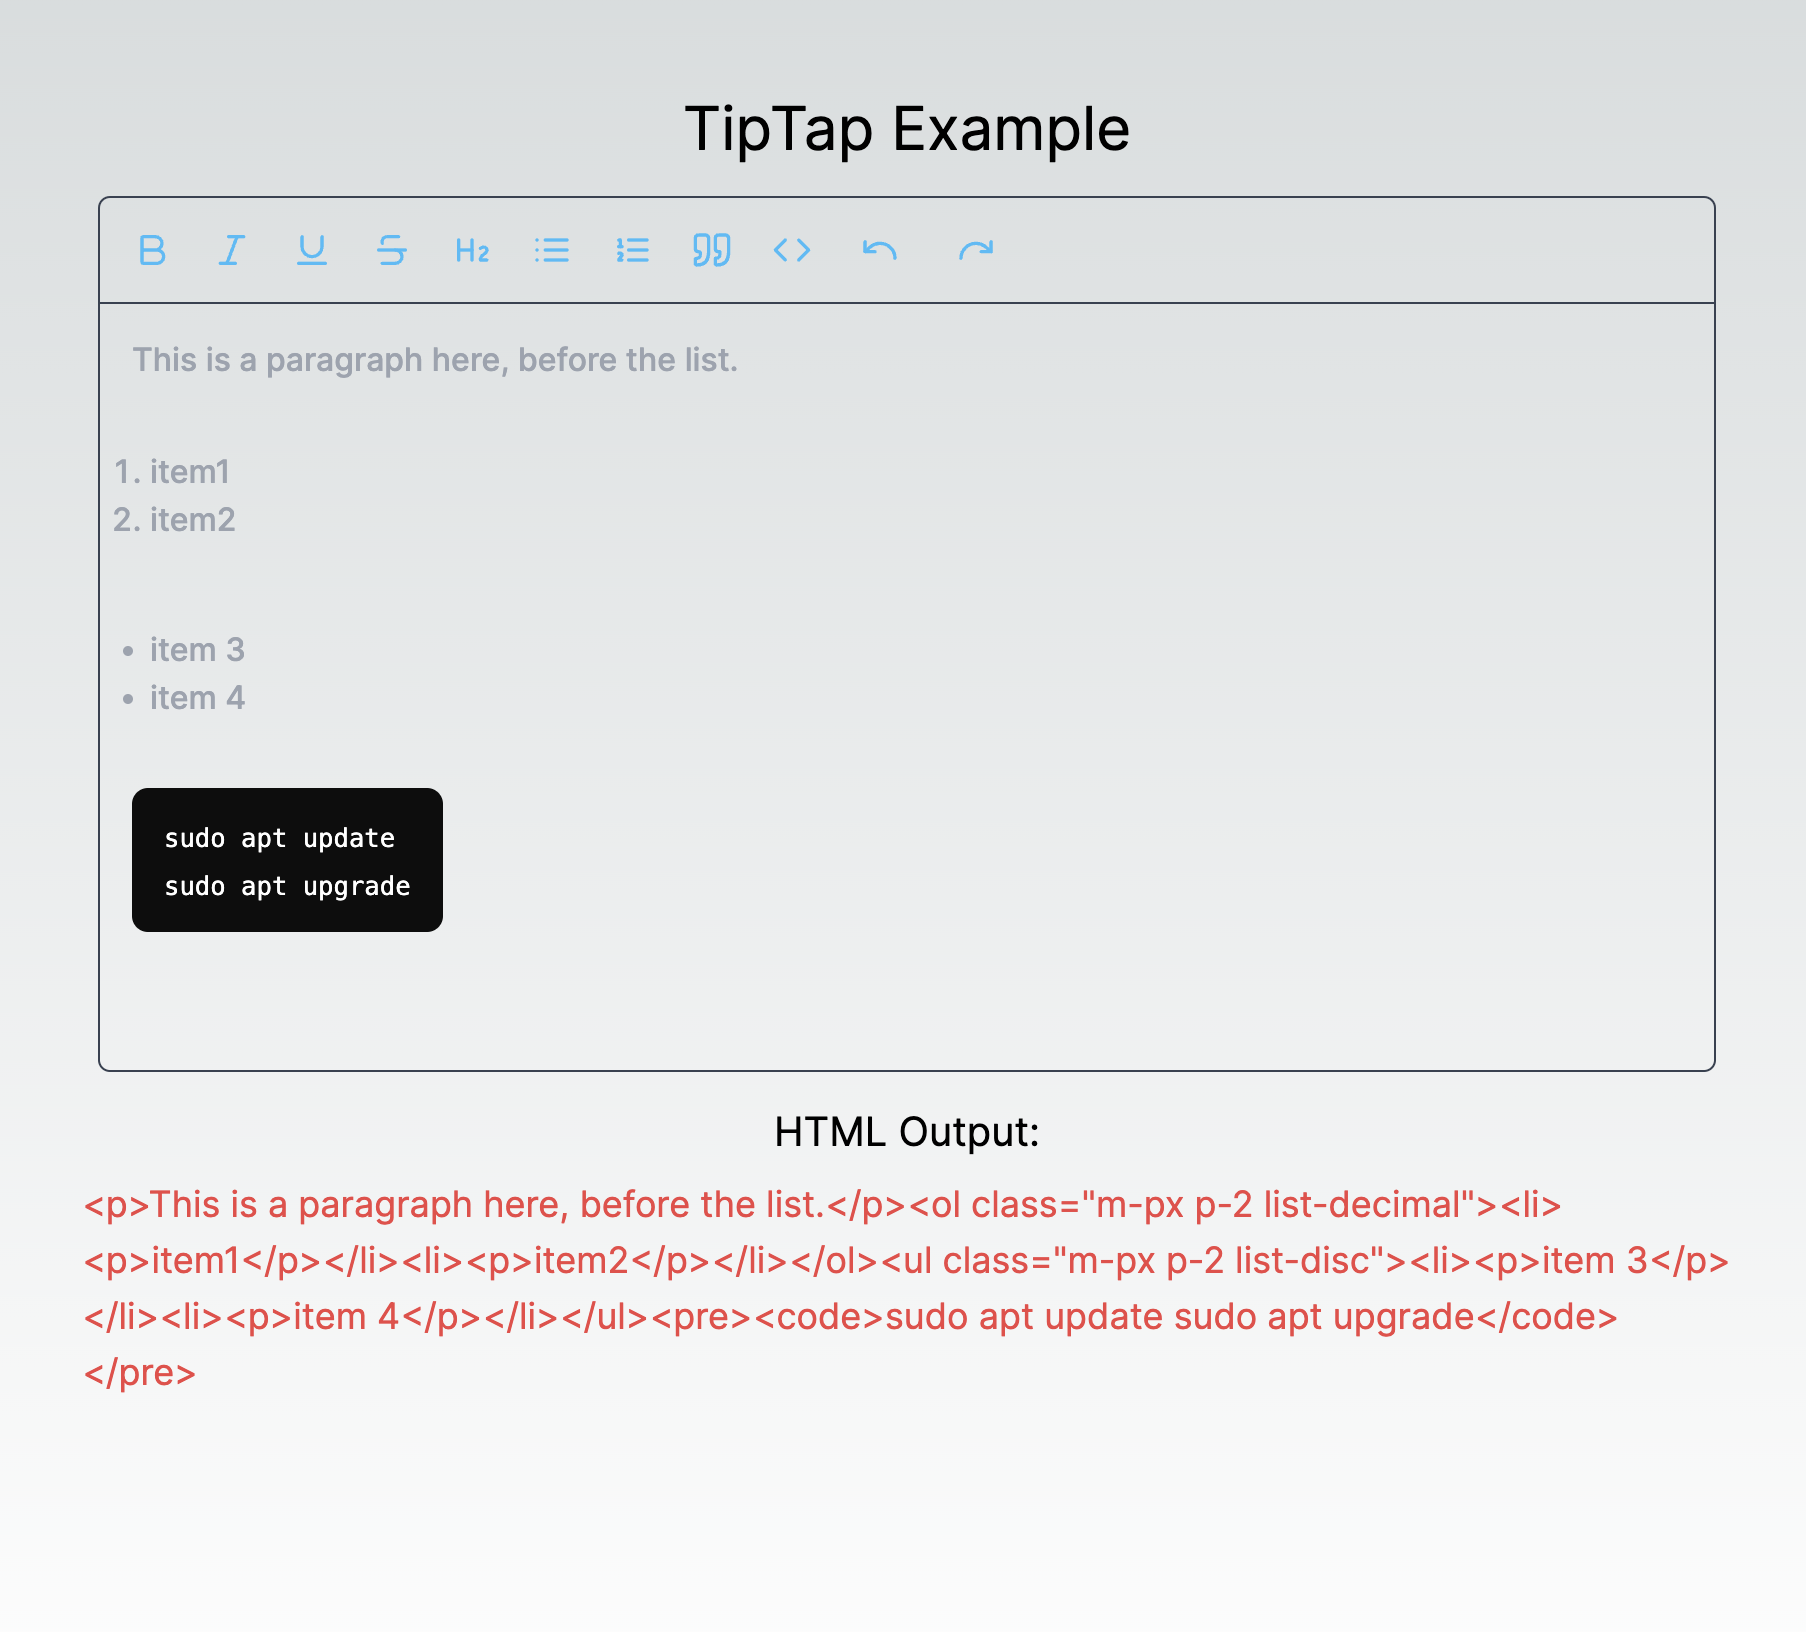 TipTap Example
B I U S H2
This is a paragraph here, before the list.
1. item1
2. item2
• item 3
• item 4
sudo apt update
sudo apt upgrade
HTML Output:
<p>This is a paragraph here, before the list.</p><ol class="m-px p-2 list-decimal"><li>
<p>item1</p></li><li><p>item2</p></li></ol><ul class="m-px p-2 list-disc"><li><p>item 3</p>
</li><li><p>item 4</p></li></ul><pre><code>sudo apt update sudo apt upgrade</code>
</pre>